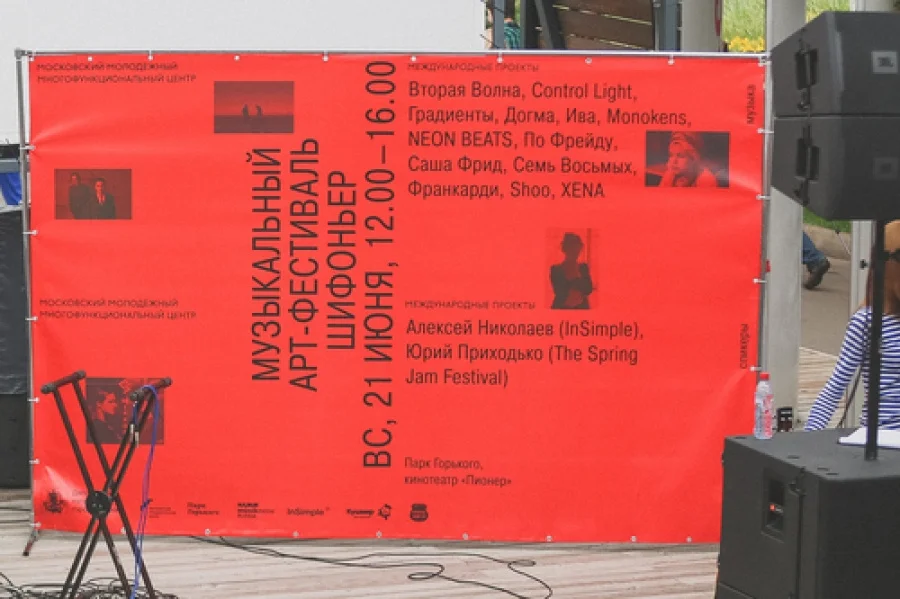 МОСКОВСКИЙ МОЛОДЕЖНЫЙ
МНОГОФУНКЦИОНАЛЬНЫЙ ЦЕНТР
МУЗЫКАЛЬНЫЙ
АРТ-ФЕСТИВАЛЬ
ШИФОНЬЕР
ВС, 21 ИЮНЯ, 12.00–16.00
МЕЖДУНАРОДНЫЕ ПРОЕКТЫ
Вторая Волна, Control Light,
Градиенты, Догма, Ива, Monokens,
NEON BEATS, По Фрейду,
Саша Фрид, Семь Восьмых,
Франкарди, Shoo, XENA
музыка
МОСКОВСКИЙ МОЛОДЕЖНЫЙ
МНОГОФУНКЦИОНАЛЬНЫЙ ЦЕНТР
МЕЖДУНАРОДНЫЕ ПРОЕКТЫ
Алексей Николаев (InSimple),
Юрий Приходько (The Spring
Jam Festival)
спикеры
Парк Горького,
кинотеатр «Пионер»
Парк
Горького
InSimple